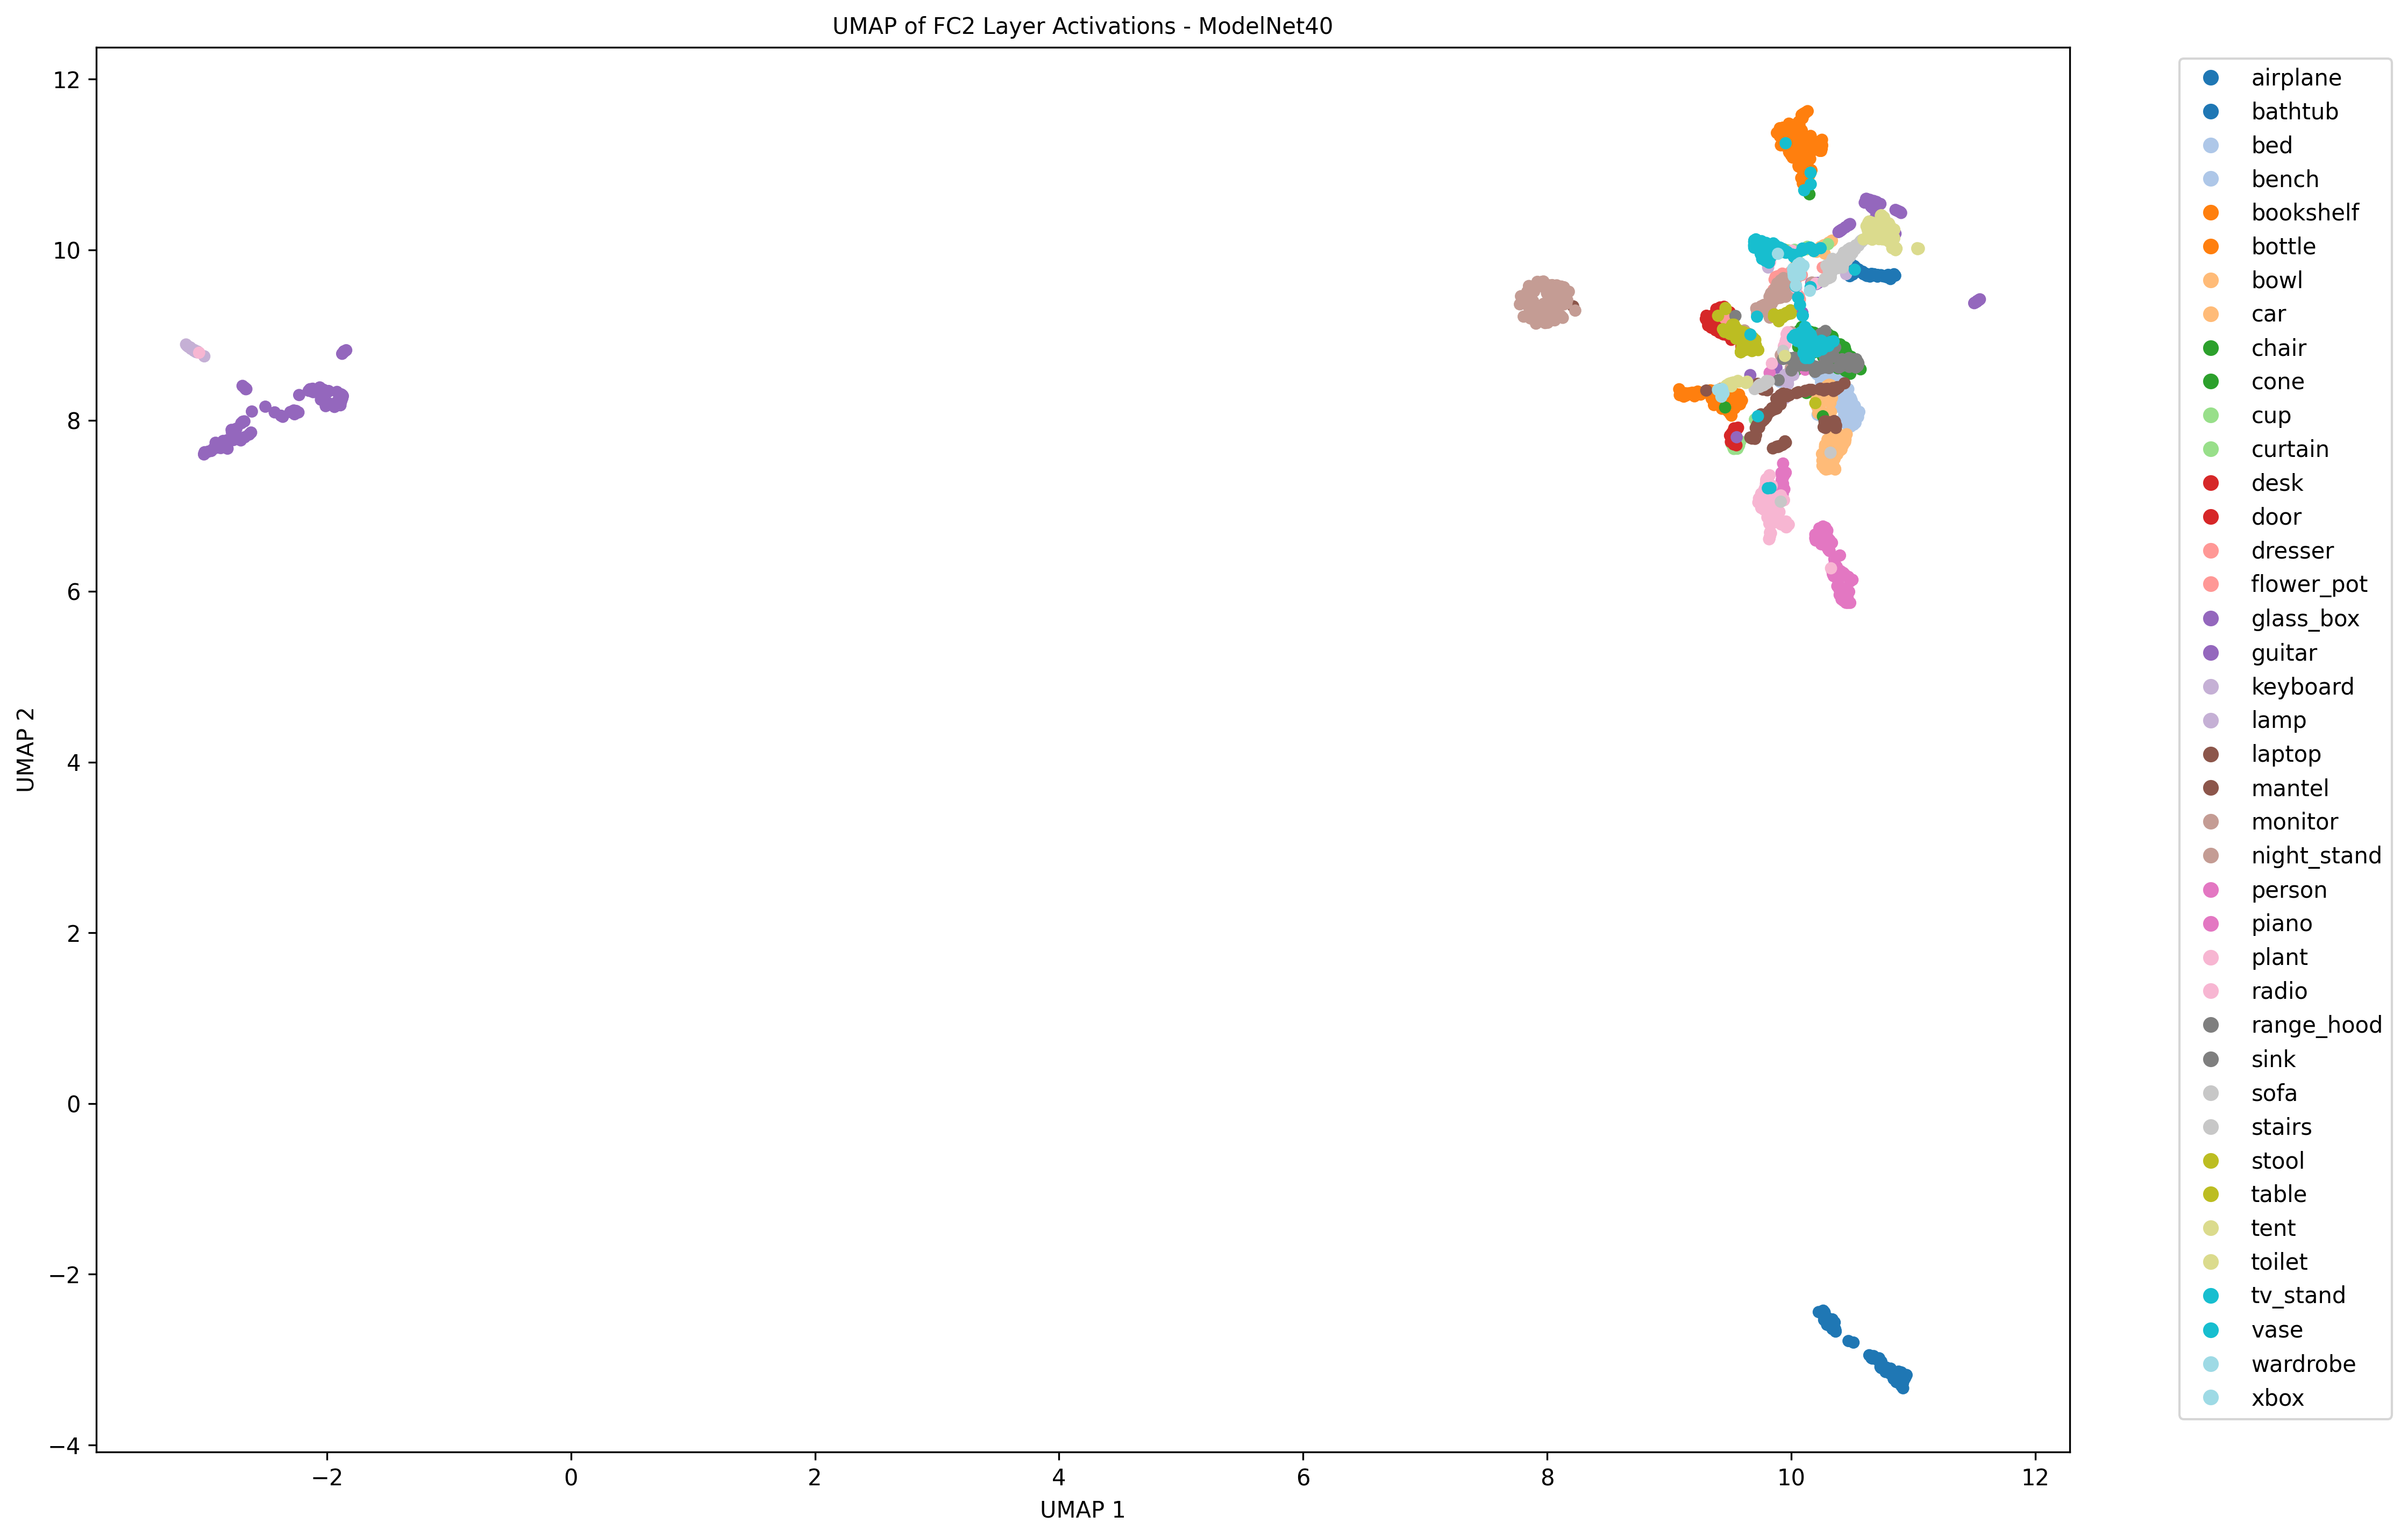 UMAP of FC2 Layer Activations - ModelNet40
12
10
8
6
4
2
0
−2
−4
UMAP 2
−2
0
2
4
6
8
10
12
UMAP 1
airplane
bathtub
bed
bench
bookshelf
bottle
bowl
car
chair
cone
cup
curtain
desk
door
dresser
flower_pot
glass_box
guitar
keyboard
lamp
laptop
mantel
monitor
night_stand
person
piano
plant
radio
range_hood
sink
sofa
stairs
stool
table
tent
toilet
tv_stand
vase
wardrobe
xbox